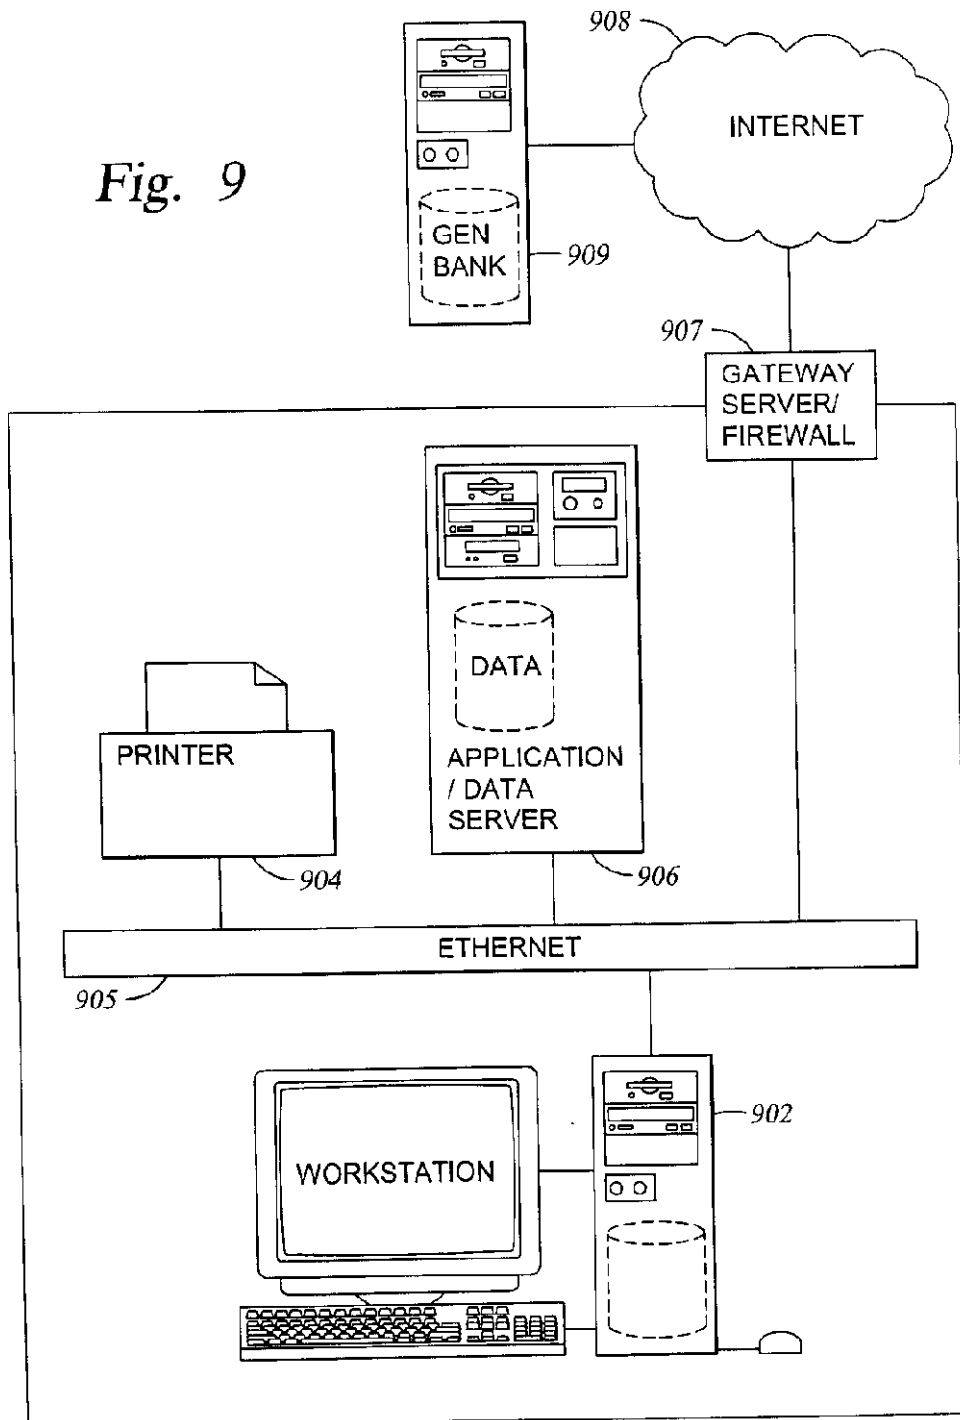 908
INTERNET
Fig. 9
GEN
BANK
909
907
GATEWAY
SERVER/
FIREWALL
DATA
PRINTER
APPLICATION
/ DATA
SERVER
904
906
ETHERNET
905
902
WORKSTATION